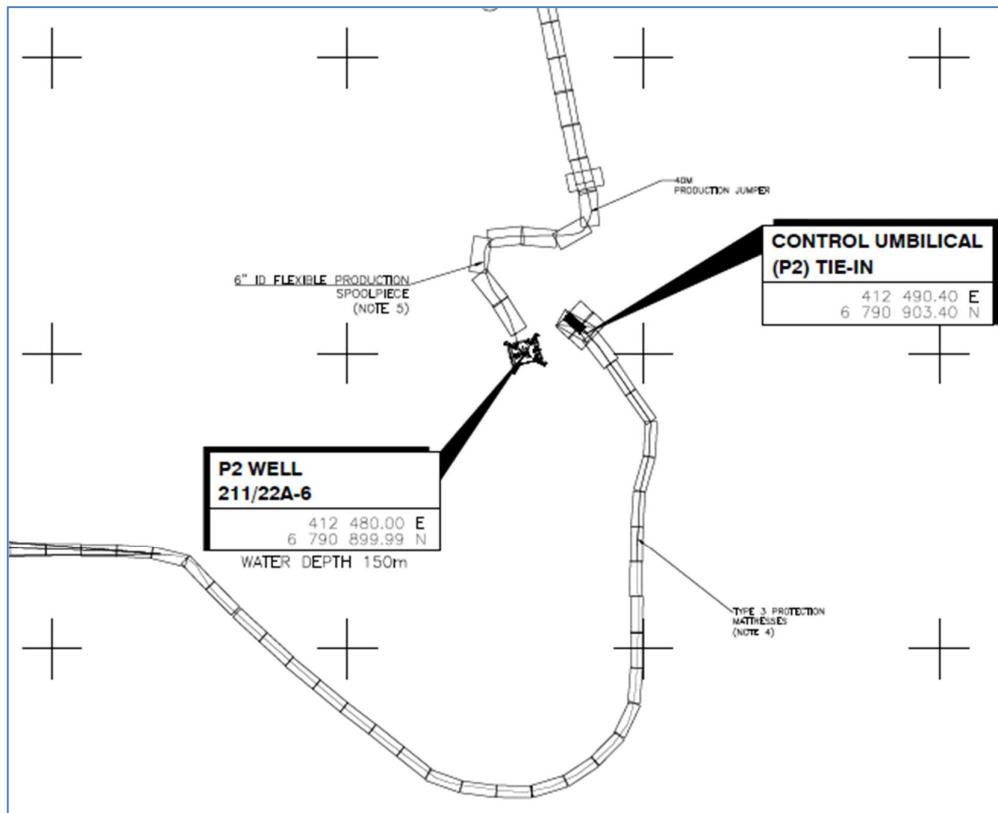 40M
PRODUCTION JUMPER
CONTROL UMBILICAL
(P2) TIE-IN
412 490.40 E
6 790 903.40 N
6" ID FLEXIBLE PRODUCTION
SPOOLPIECE
(NOTE 5)
P2 WELL
211/22A-6
412 480.00 E
6 790 899.99 N
WATER DEPTH 150m
TYPE 3 PROTECTION
MATTRESSES
(NOTE 4)